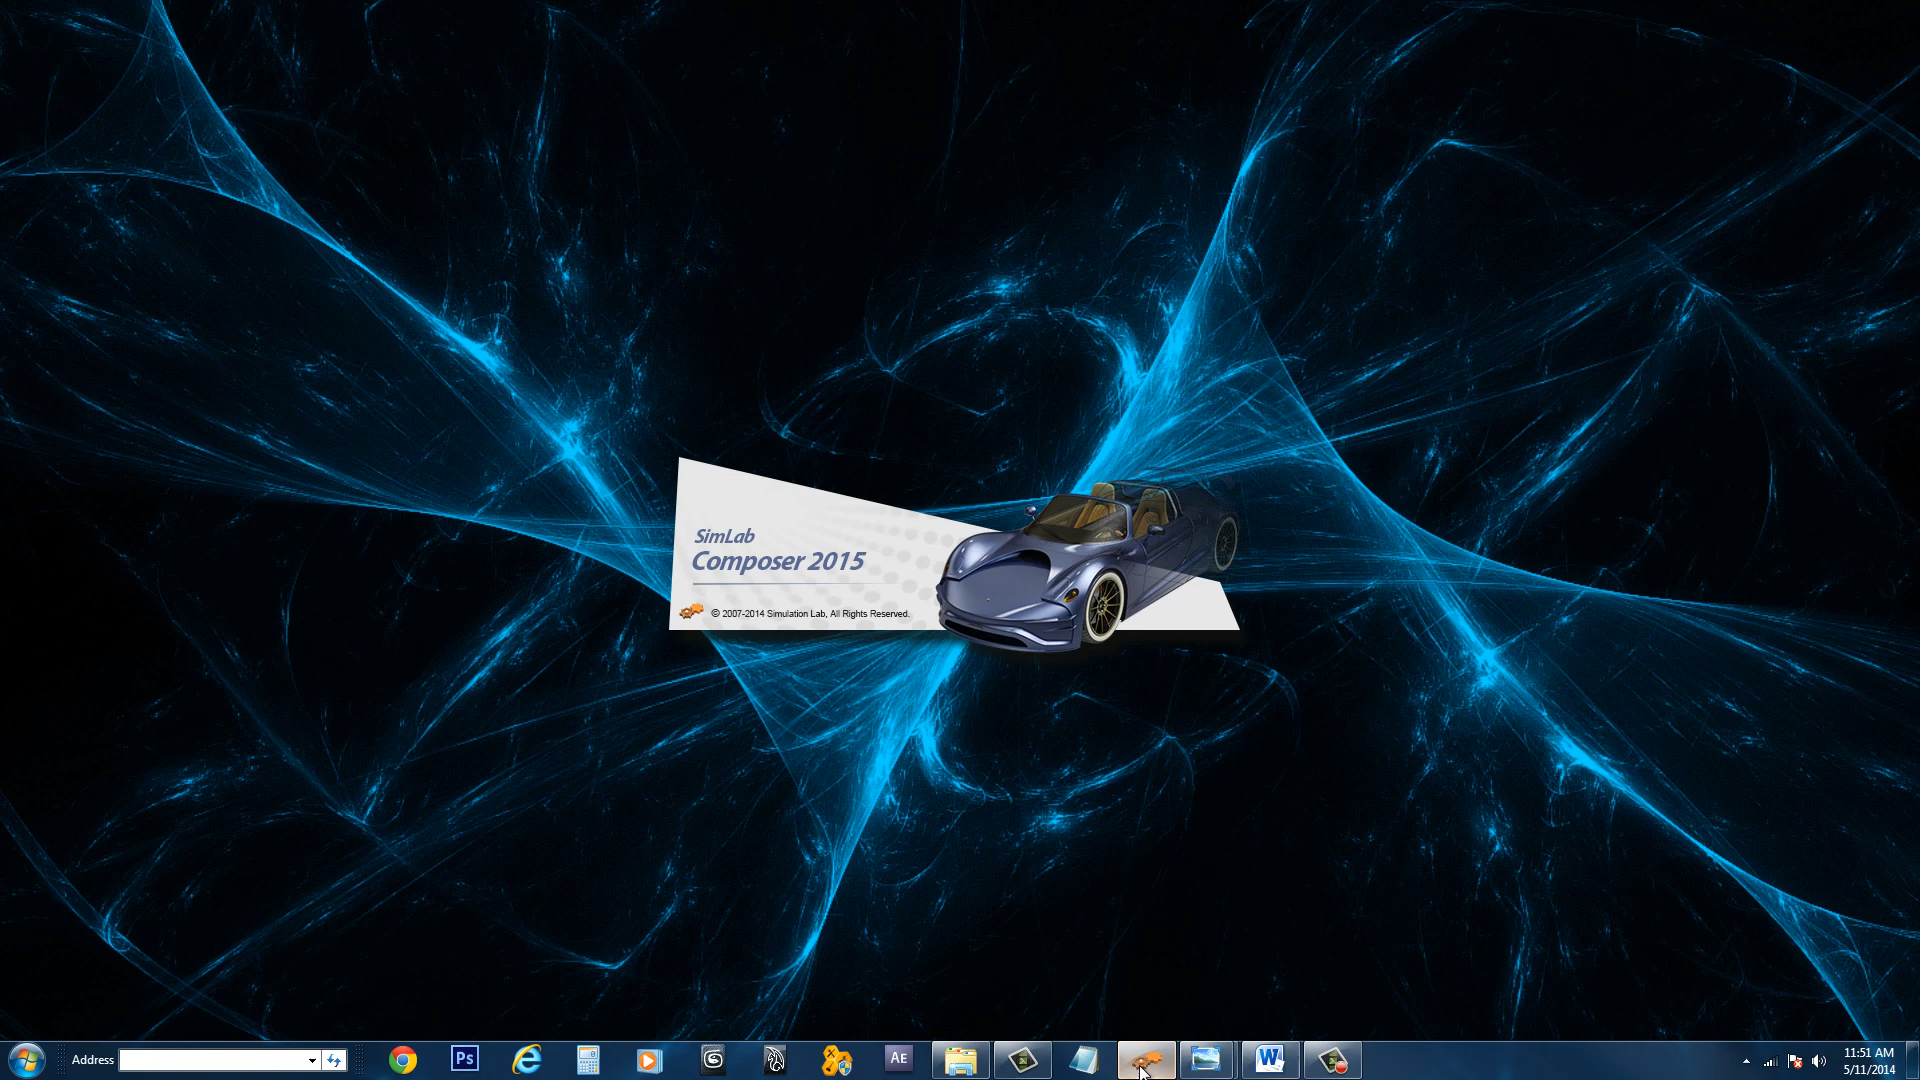 SimLab
Composer 2015
© 2007-2014 Simulation Lab, All Rights Reserved.
Address
Ps
AE
W
11:51 AM
5/11/2014